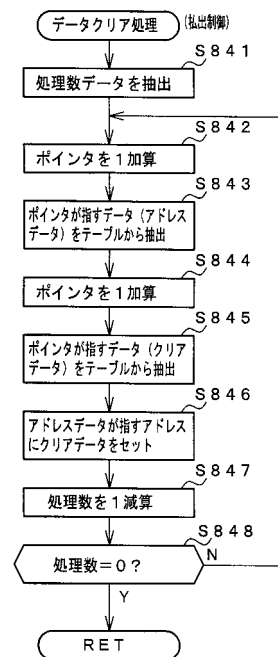 データクリア処理
(払出制御)
S841
処理数データを抽出
S842
ポインタを1加算
S843
ポインタが指すデータ（アドレス
データ）をテーブルから抽出
S844
ポインタを1加算
S845
ポインタが指すデータ（クリア
データ）をテーブルから抽出
S846
アドレスデータが指すアドレス
にクリアデータをセット
S847
処理数を1減算
S848
処理数=0？
N
Y
RET